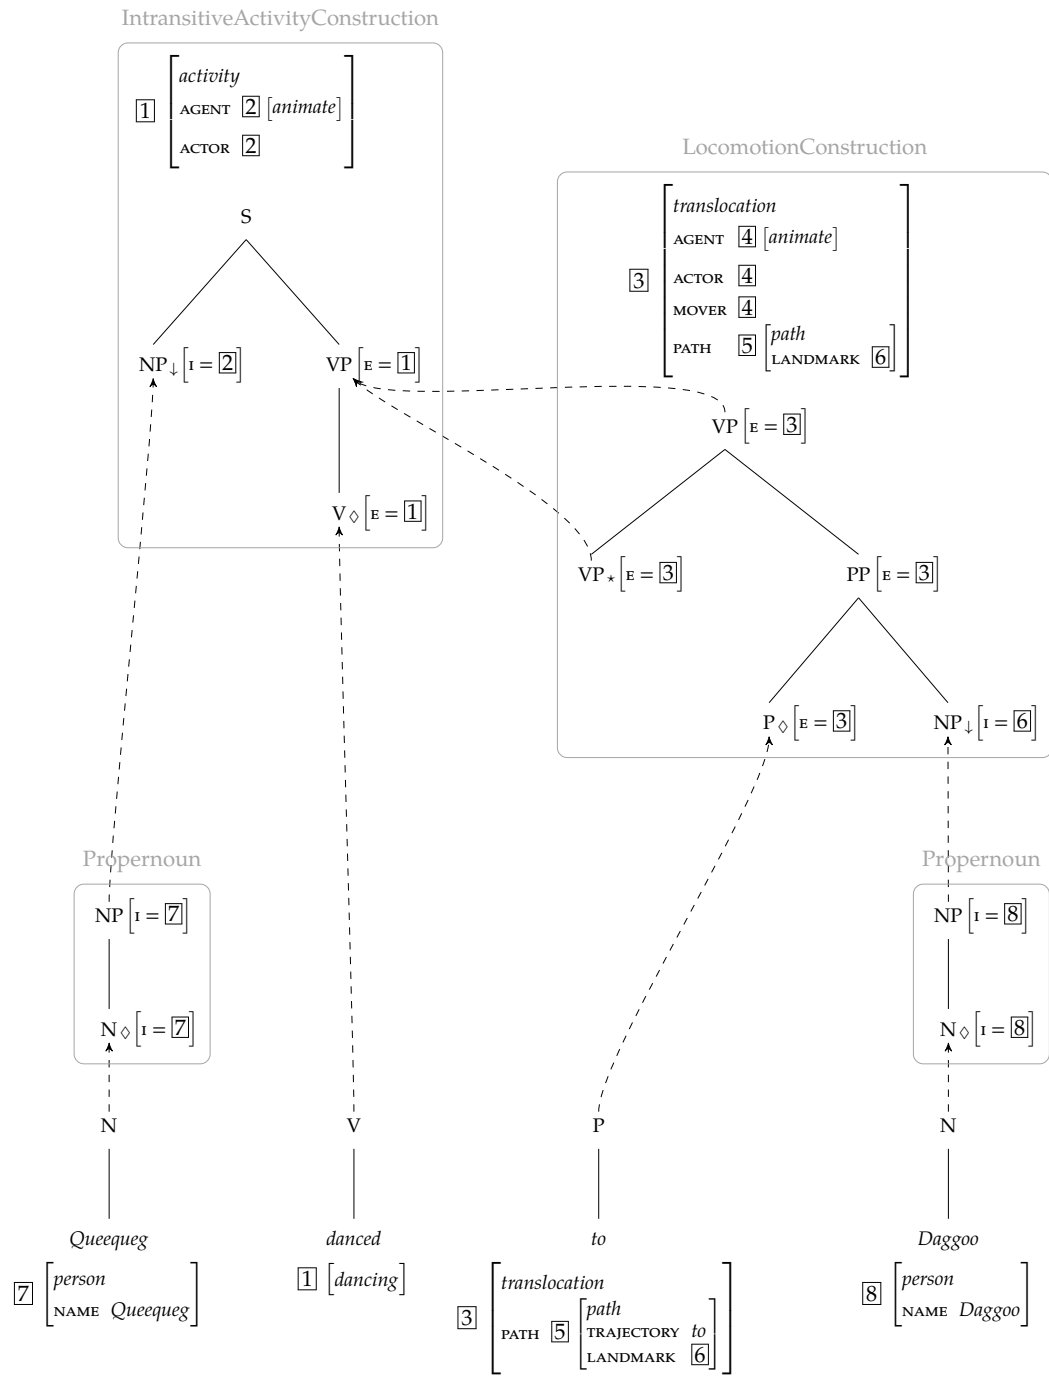 IntransitiveActivityConstruction
1 [activity
AGENT 2 [animate]
ACTOR 2]
S
NP↓ [I = 2] VP [E = 1]
V◇ [E = 1]
LocomotionConstruction
3 [translocation
AGENT 4 [animate]
ACTOR 4
MOVER 4
PATH 5 [path
LANDMARK 6]]
VP [E = 3]
VP⋆ [E = 3] PP [E = 3]
P◇ [E = 3] NP↓ [I = 6]
Propernoun
NP [I = 7]
N◇ [I = 7]
Propernoun
NP [I = 8]
N◇ [I = 8]
N V P N
Queequeg danced to Daggoo
7 [person
NAME Queequeg]
1 [dancing]
3 [translocation
PATH 5 [path
TRAJECTORY to
LANDMARK 6]]
8 [person
NAME Daggoo]